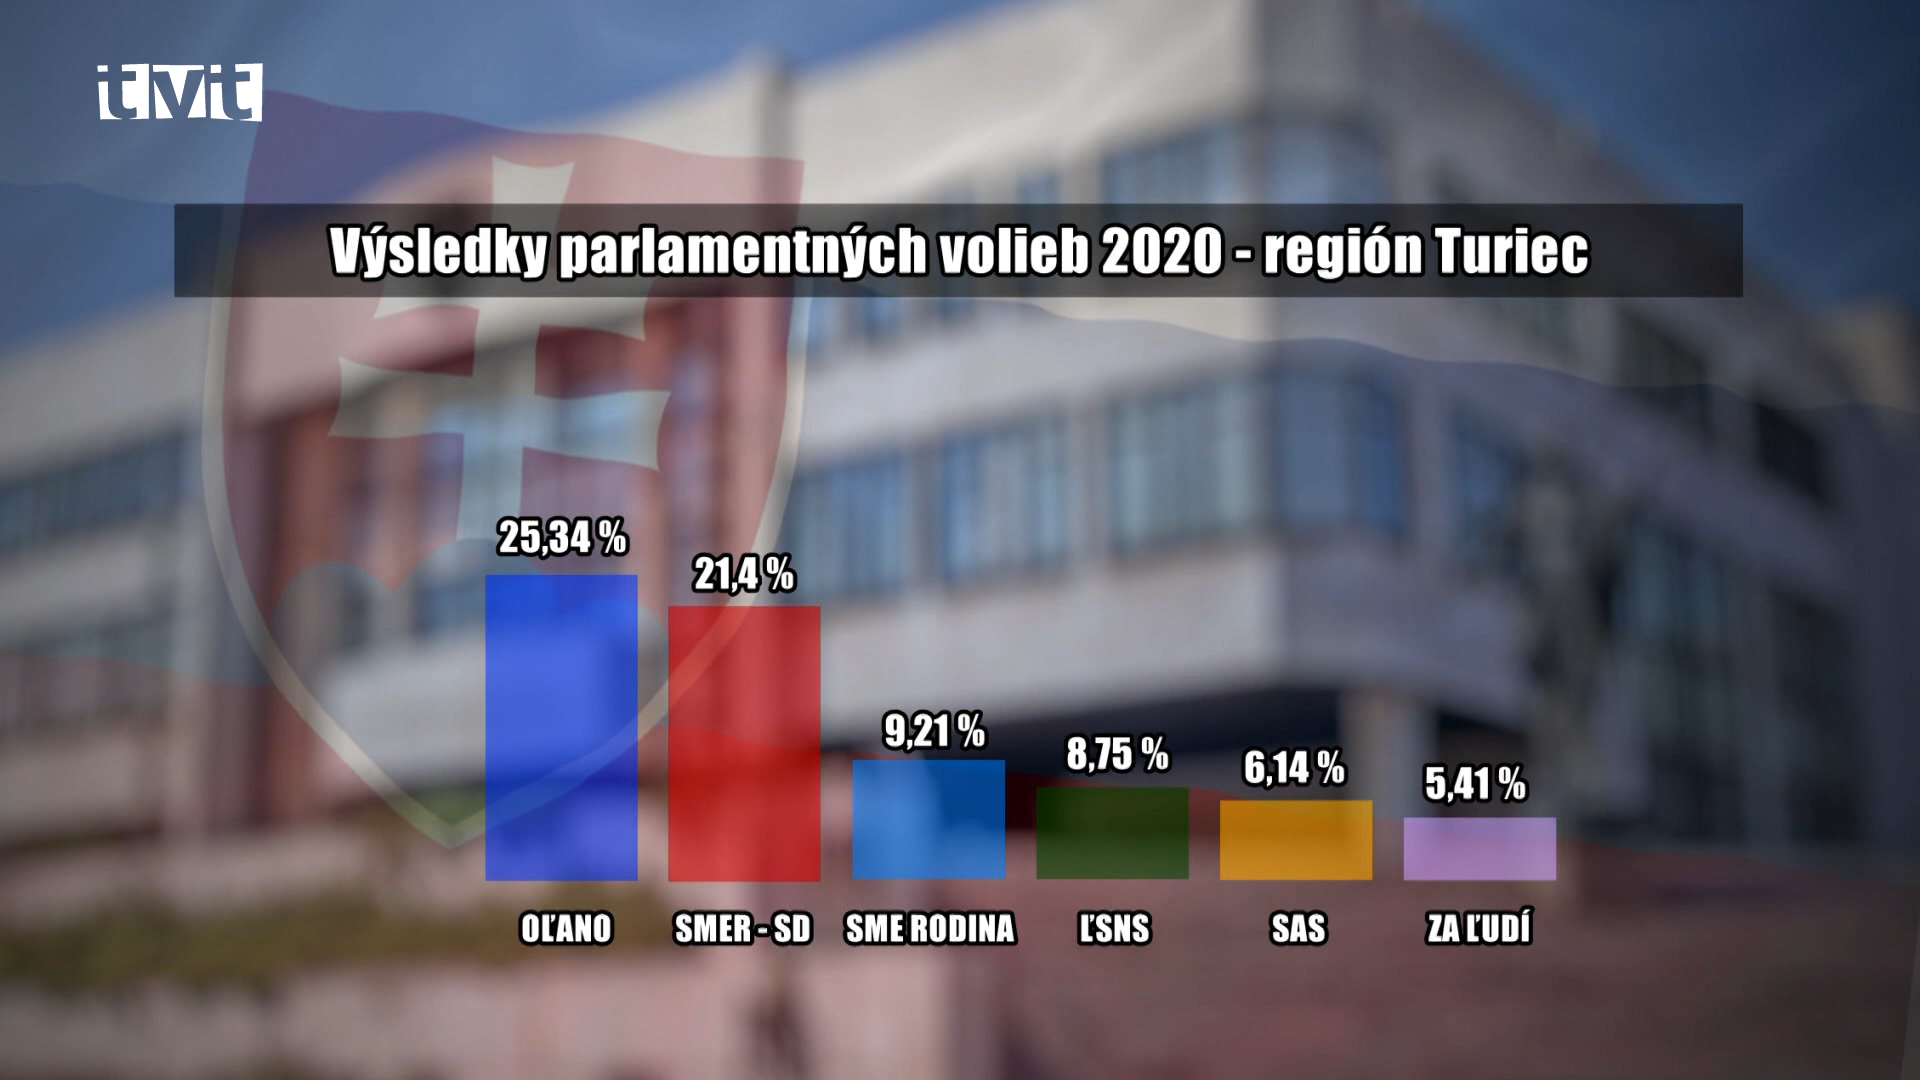 tvit
Výsledky parlamentných volieb 2020 - región Turiec
25,34 %
21,4 %
9,21 %
8,75 %
6,14 %
5,41 %
OĽANO
SMER - SD
SME RODINA
ĽSNS
SAS
ZA ĽUDÍ